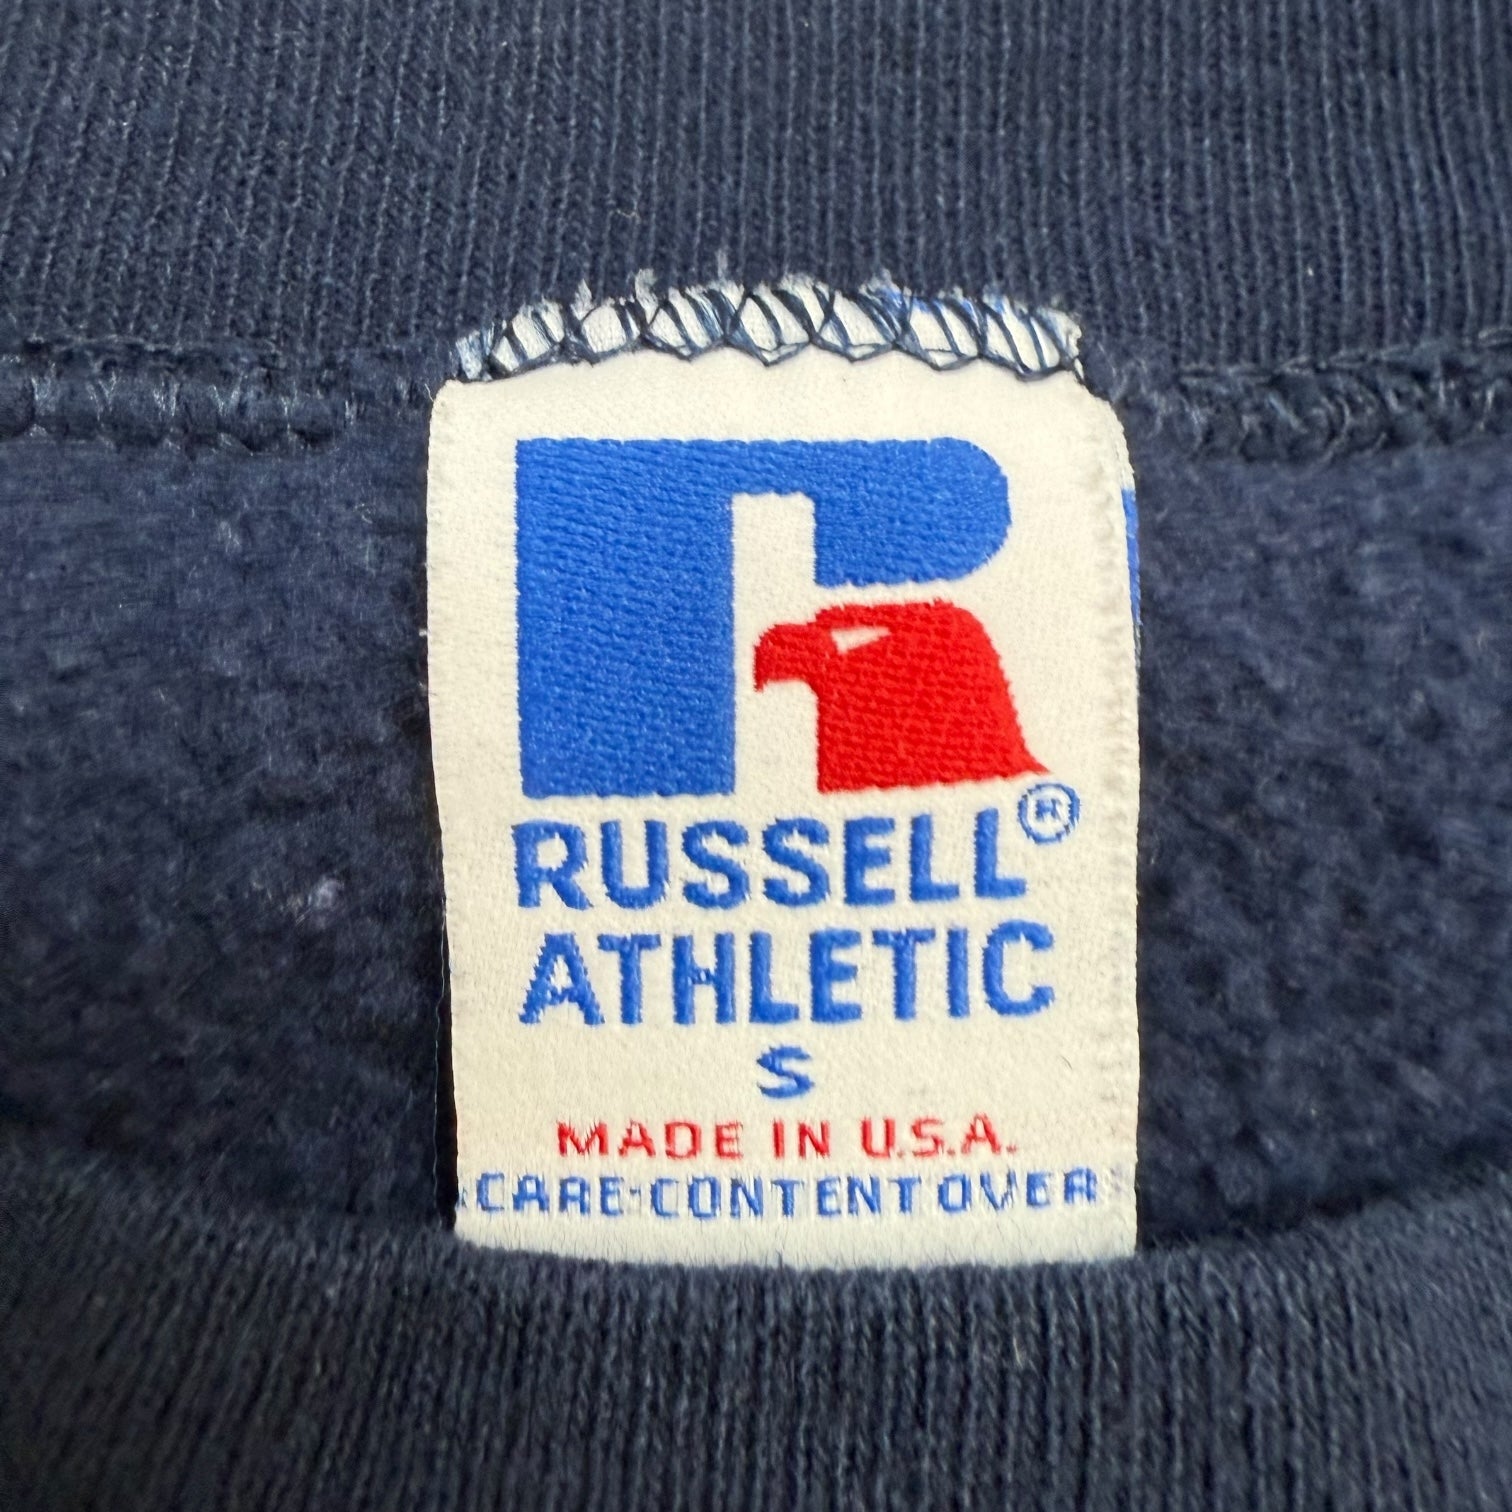 R
RUSSELL®
ATHLETIC
S
MADE IN U.S.A.
CARE·CONTENT OVER